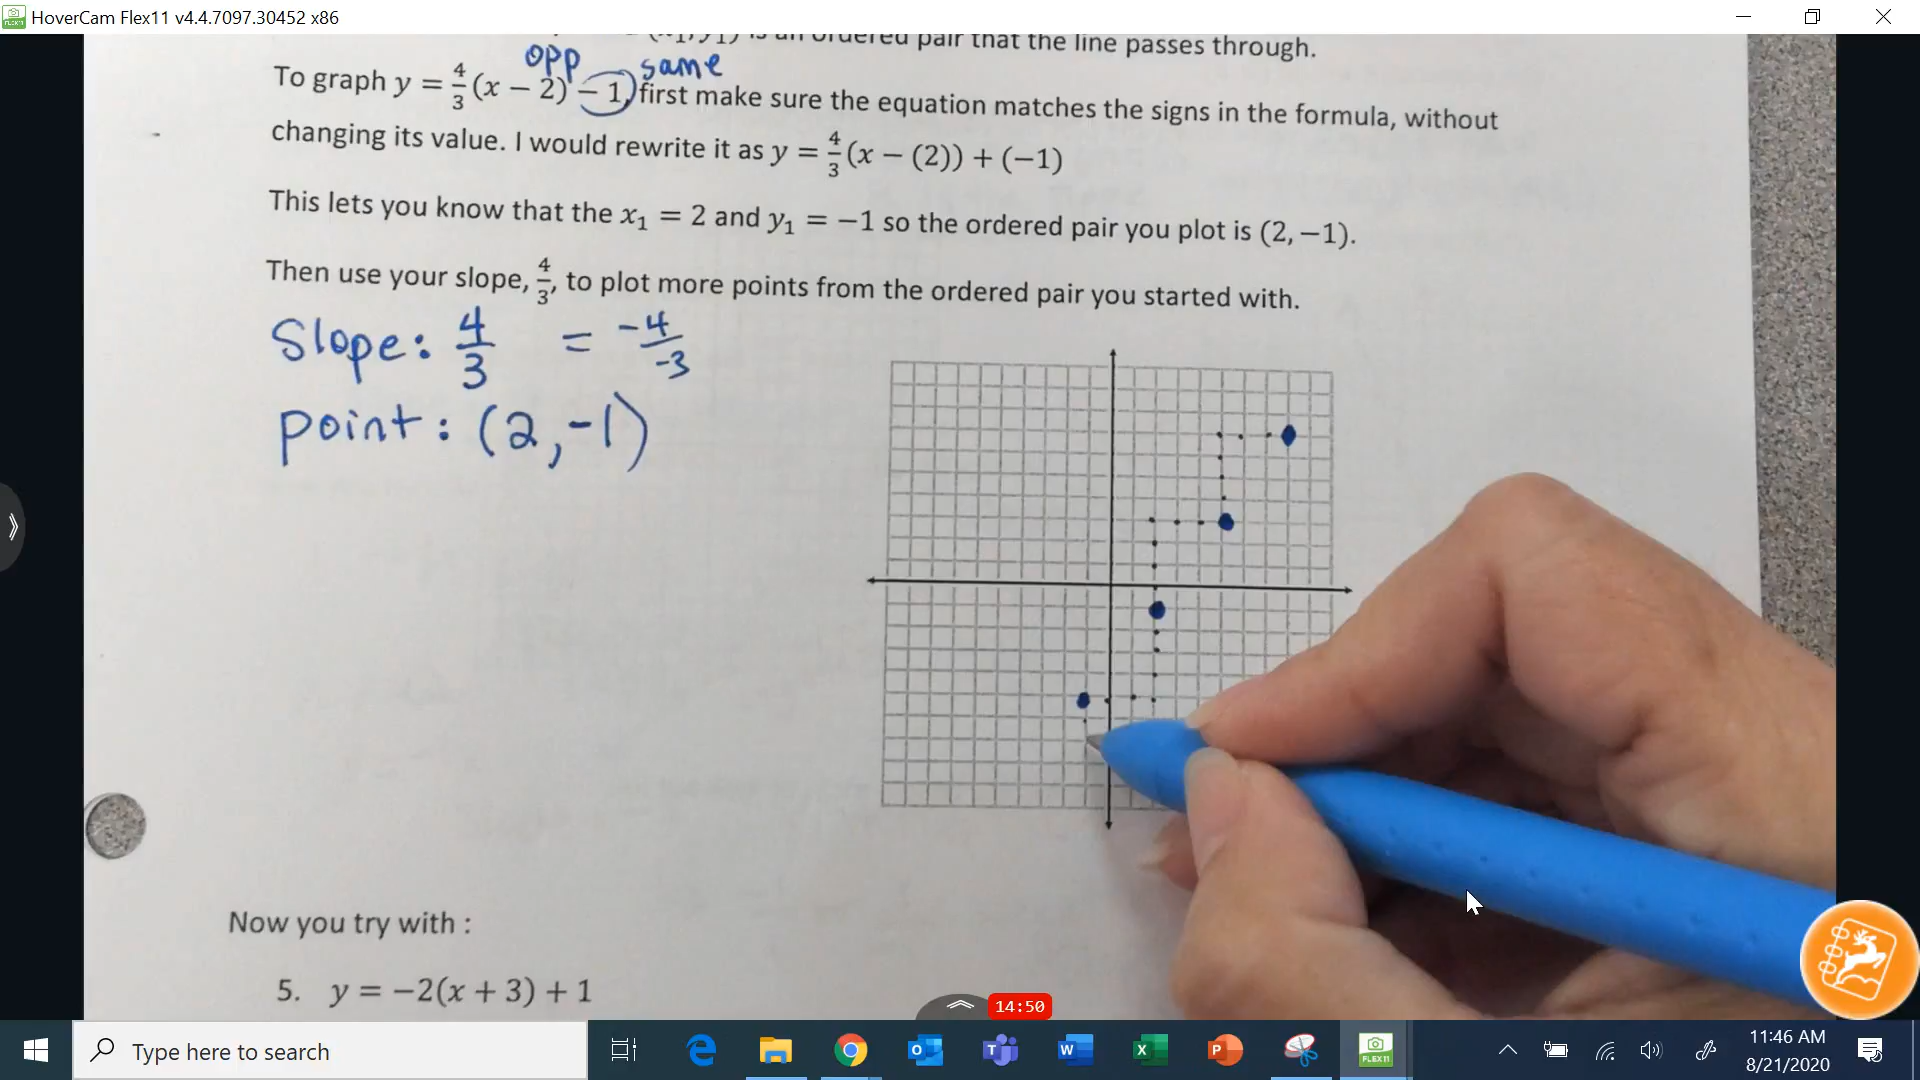 HoverCam Flex11 v4.4.7097.30452 x86
is an ordered pair that the line passes through.
opp same
To graph y = 4/3(x − 2) − 1, first make sure the equation matches the signs in the formula, without
changing its value. I would rewrite it as y = 4/3(x − (2)) + (−1)
This lets you know that the x₁ = 2 and y₁ = −1 so the ordered pair you plot is (2, −1).
Then use your slope, 4/3, to plot more points from the ordered pair you started with.
Slope: 4/3 = -4/-3
point: (2, -1)
Now you try with :
5. y = −2(x + 3) + 1
14:50
Type here to search
FLEX11
11:46 AM
8/21/2020